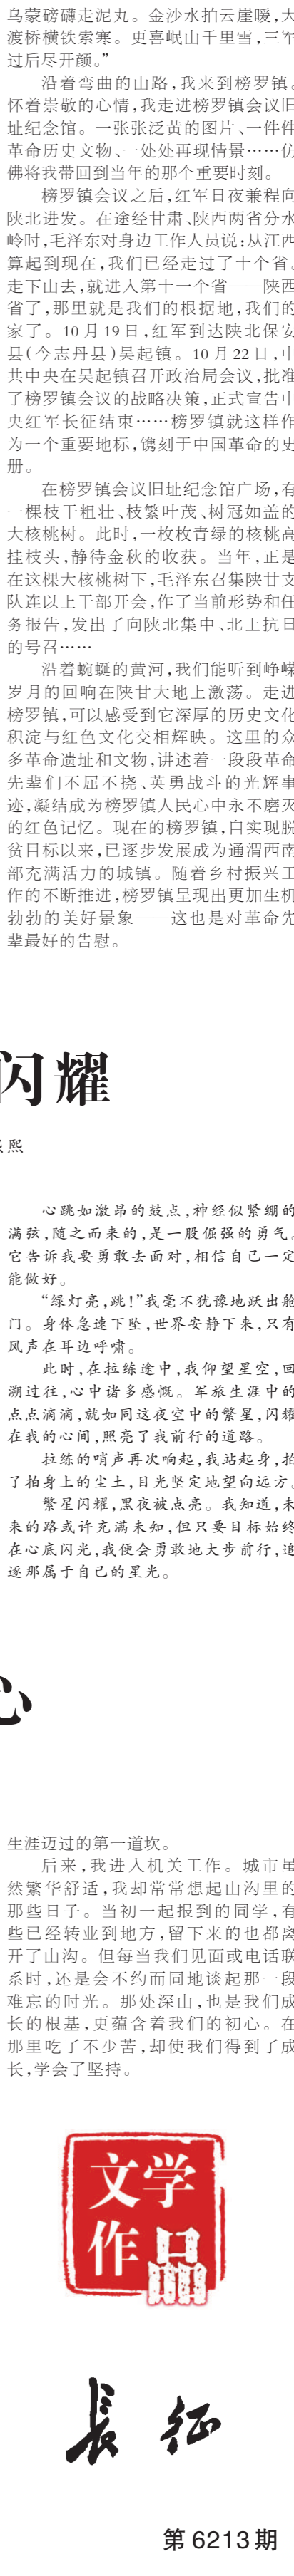 乌蒙磅礴走泥丸。金沙水拍云崖暖,大
渡桥横铁索寒。更喜岷山千里雪,三军
过后尽开颜。”
沿着弯曲的山路,我来到榜罗镇。
怀着崇敬的心情,我走进榜罗镇会议旧
址纪念馆。一张张泛黄的图片、一件件
革命历史文物、一处处再现情景……仿
佛将我带回到当年的那个重要时刻。
榜罗镇会议之后,红军日夜兼程向
陕北进发。在途经甘肃、陕西两省分水
岭时,毛泽东对身边工作人员说:从江西
算起到现在,我们已经走过了十个省。
走下山去,就进入第十一个省——陕西
省了,那里就是我们的根据地,我们的
家了。10月19日,红军到达陕北保安
县(今志丹县)吴起镇。10月22日,中
共中央在吴起镇召开政治局会议,批准
了榜罗镇会议的战略决策,正式宣告中
央红军长征结束……榜罗镇就这样作
为一个重要地标,镌刻于中国革命的史
册。
在榜罗镇会议旧址纪念馆广场,有
一棵枝干粗壮、枝繁叶茂、树冠如盖的
大核桃树。此时,一枚枚青绿的核桃高
挂枝头,静待金秋的收获。当年,正是
在这棵大核桃树下,毛泽东召集陕甘支
队连以上干部开会,作了当前形势和任
务报告,发出了向陕北集中、北上抗日
的号召……
沿着蜿蜒的黄河,我们能听到峥嵘
岁月的回响在陕甘大地上激荡。走进
榜罗镇,可以感受到它深厚的历史文化
积淀与红色文化交相辉映。这里的众
多革命遗址和文物,讲述着一段段革命
先辈们不屈不挠、英勇战斗的光辉事
迹,凝结成为榜罗镇人民心中永不磨灭
的红色记忆。现在的榜罗镇,自实现脱
贫目标以来,已逐步发展成为通渭西南
部充满活力的城镇。随着乡村振兴工
作的不断推进,榜罗镇呈现出更加生机
勃勃的美好景象——这也是对革命先
辈最好的告慰。
闪耀
熙
心跳如激昂的鼓点,神经似紧绷的
满弦,随之而来的,是一股倔强的勇气。
它告诉我要勇敢去面对,相信自己一定
能做好。
“绿灯亮,跳!”我毫不犹豫地跃出舱
门。身体急速下坠,世界安静下来,只有
风声在耳边呼啸。
此时,在拉练途中,我仰望星空,回
溯过往,心中诸多感慨。军旅生涯中的
点点滴滴,就如同这夜空中的繁星,闪耀
在我的心间,照亮了我前行的道路。
拉练的哨声再次响起,我站起身,拍
了拍身上的尘土,目光坚定地望向远方。
繁星闪耀,黑夜被点亮。我知道,未
来的路或许充满未知,但只要目标始终
在心底闪光,我便会勇敢地大步前行,追
逐那属于自己的星光。
心
生涯迈过的第一道坎。
后来,我进入机关工作。城市虽
然繁华舒适,我却常常想起山沟里的
那些日子。当初一起报到的同学,有
些已经转业到地方,留下来的也都离
开了山沟。但每当我们见面或电话联
系时,还是会不约而同地谈起那一段
难忘的时光。那处深山,也是我们成
长的根基,更蕴含着我们的初心。在
那里吃了不少苦,却使我们得到了成
长,学会了坚持。
文学
作品
長征
第6213期